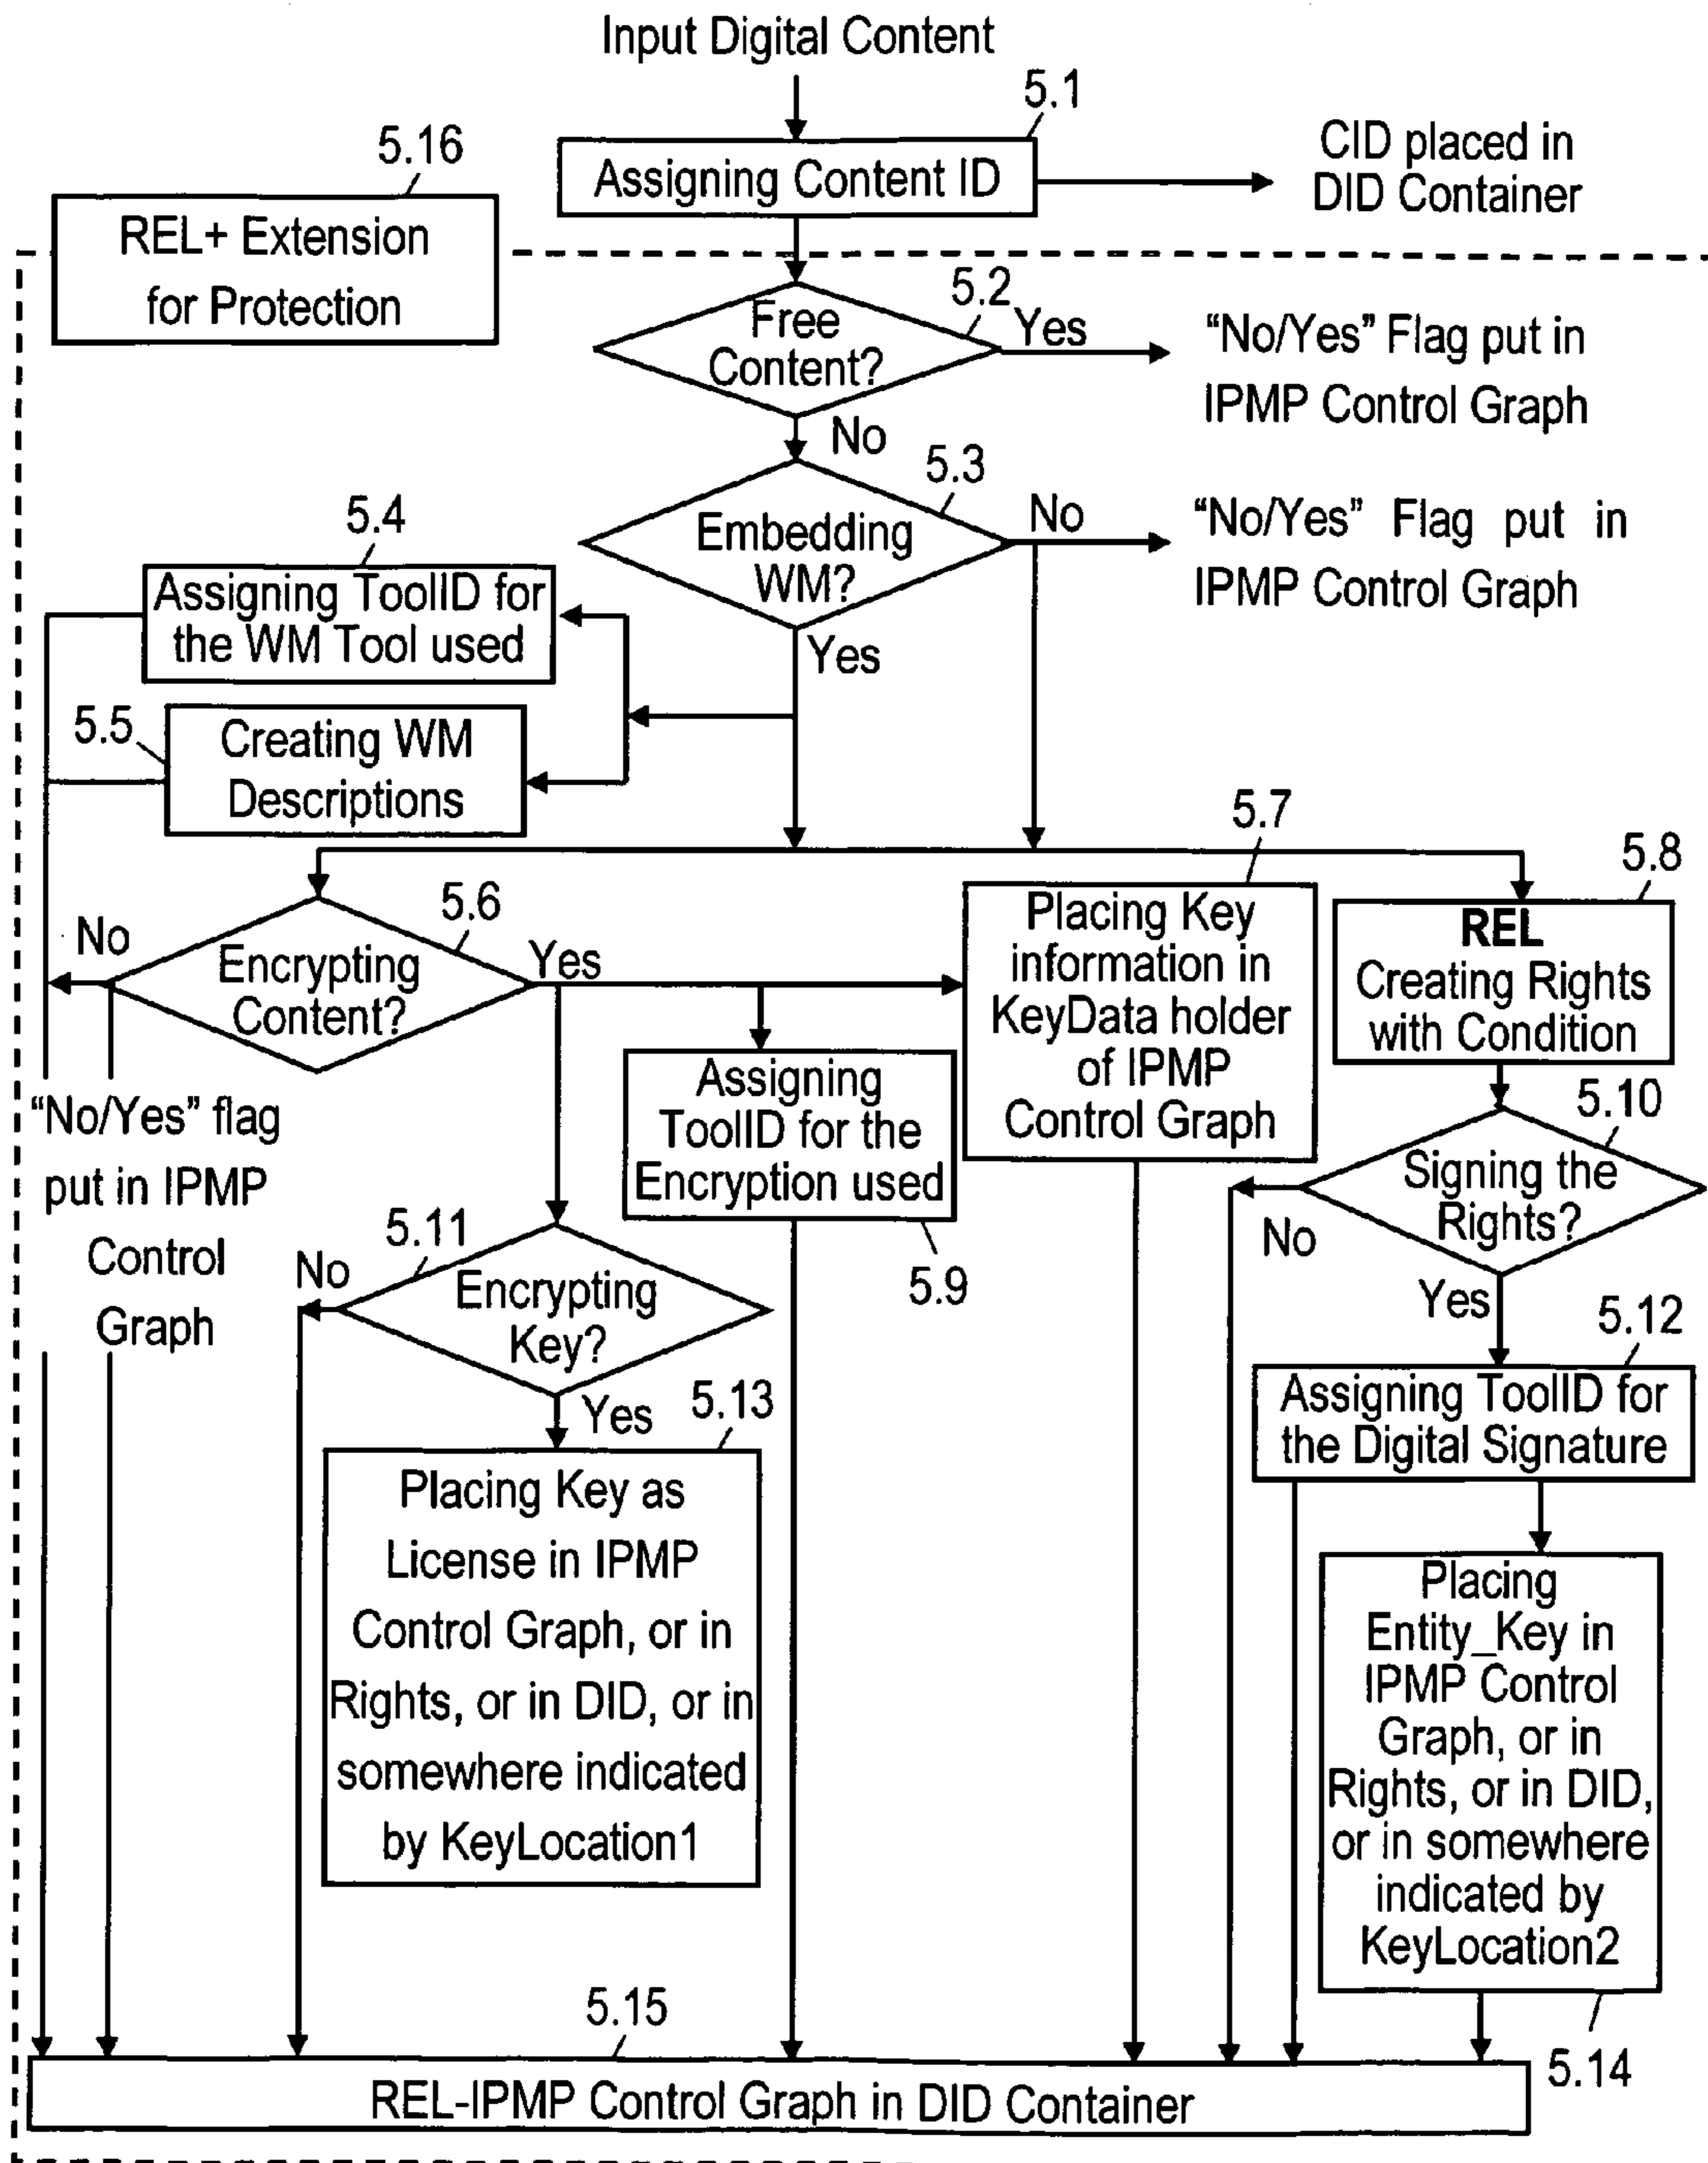 Input Digital Content
5.1
Assigning Content ID
CID placed in
DID Container
5.16
REL+ Extension
for Protection
5.2
Free
Content?
Yes
“No/Yes” Flag put in
IPMP Control Graph
No
5.3
Embedding
WM?
No
“No/Yes” Flag put in
IPMP Control Graph
Yes
5.4
Assigning ToolID for
the WM Tool used
5.5
Creating WM
Descriptions
5.6
Encrypting
Content?
No
Yes
“No/Yes” flag
put in IPMP
Control
Graph
5.7
Placing Key
information in
KeyData holder
of IPMP
Control Graph
5.8
REL
Creating Rights
with Condition
Assigning
ToolID for the
Encryption used
5.9
5.10
Signing the
Rights?
No
Yes
5.11
Encrypting
Key?
No
Yes
5.12
Assigning ToolID for
the Digital Signature
5.13
Placing Key as
License in IPMP
Control Graph, or in
Rights, or in DID, or in
somewhere indicated
by KeyLocation1
Placing
Entity_Key in
IPMP Control
Graph, or in
Rights, or in DID,
or in somewhere
indicated by
KeyLocation2
5.14
5.15
REL-IPMP Control Graph in DID Container